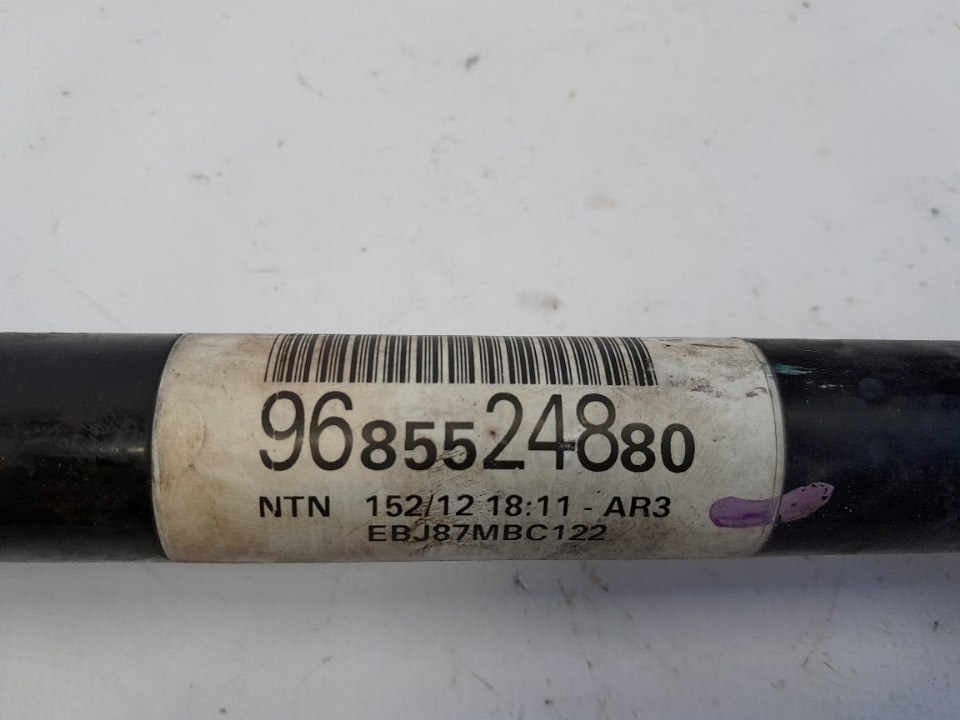 9685524880
NTN 152/12 18:11 - AR3
EBJ87MBC122